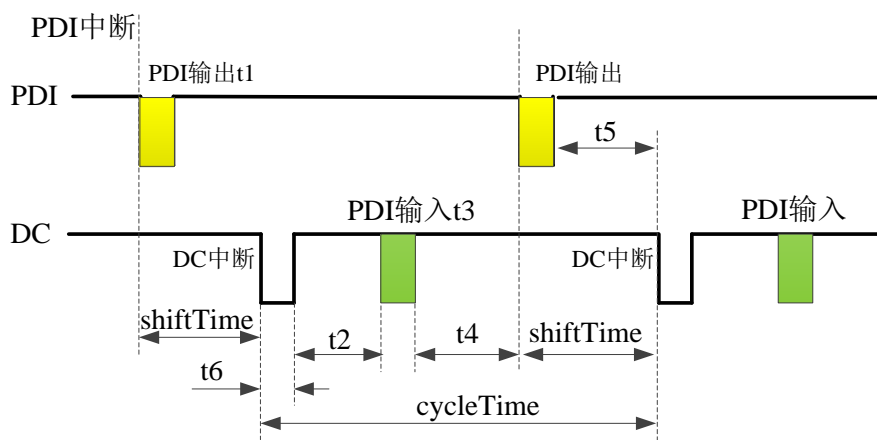 PDI中断
PDI输出t1
PDI输出
PDI
t5
PDI输入t3
PDI输入
DC
DC中断
DC中断
shiftTime
t2
t4
shiftTime
t6
cycleTime